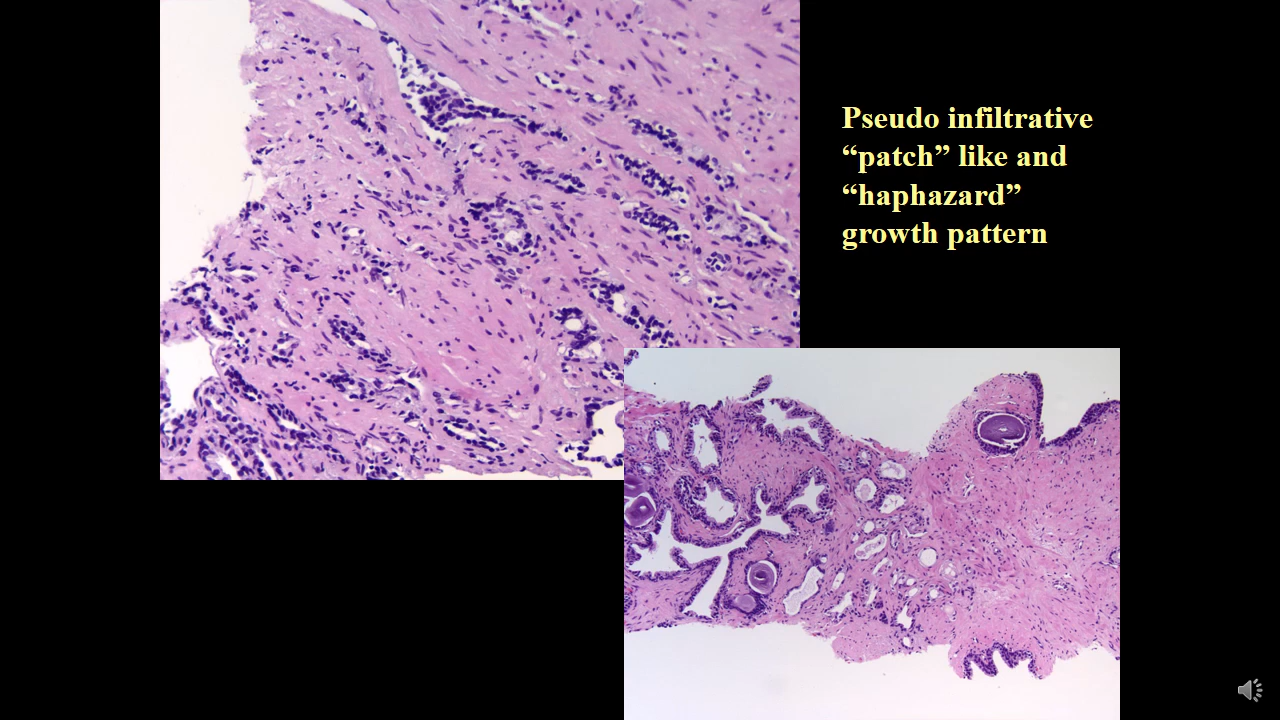 Pseudo infiltrative
“patch” like and
“haphazard”
growth pattern